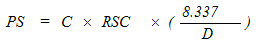 PS = C × RSC × ( 8.337 / D )